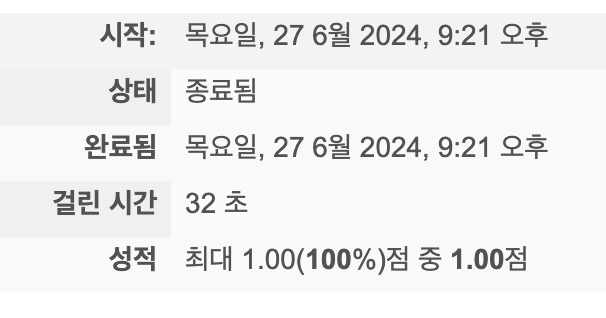 시작: 목요일, 27 6월 2024, 9:21 오후
상태 종료됨
완료됨 목요일, 27 6월 2024, 9:21 오후
걸린 시간 32 초
성적 최대 1.00(100%)점 중 1.00점